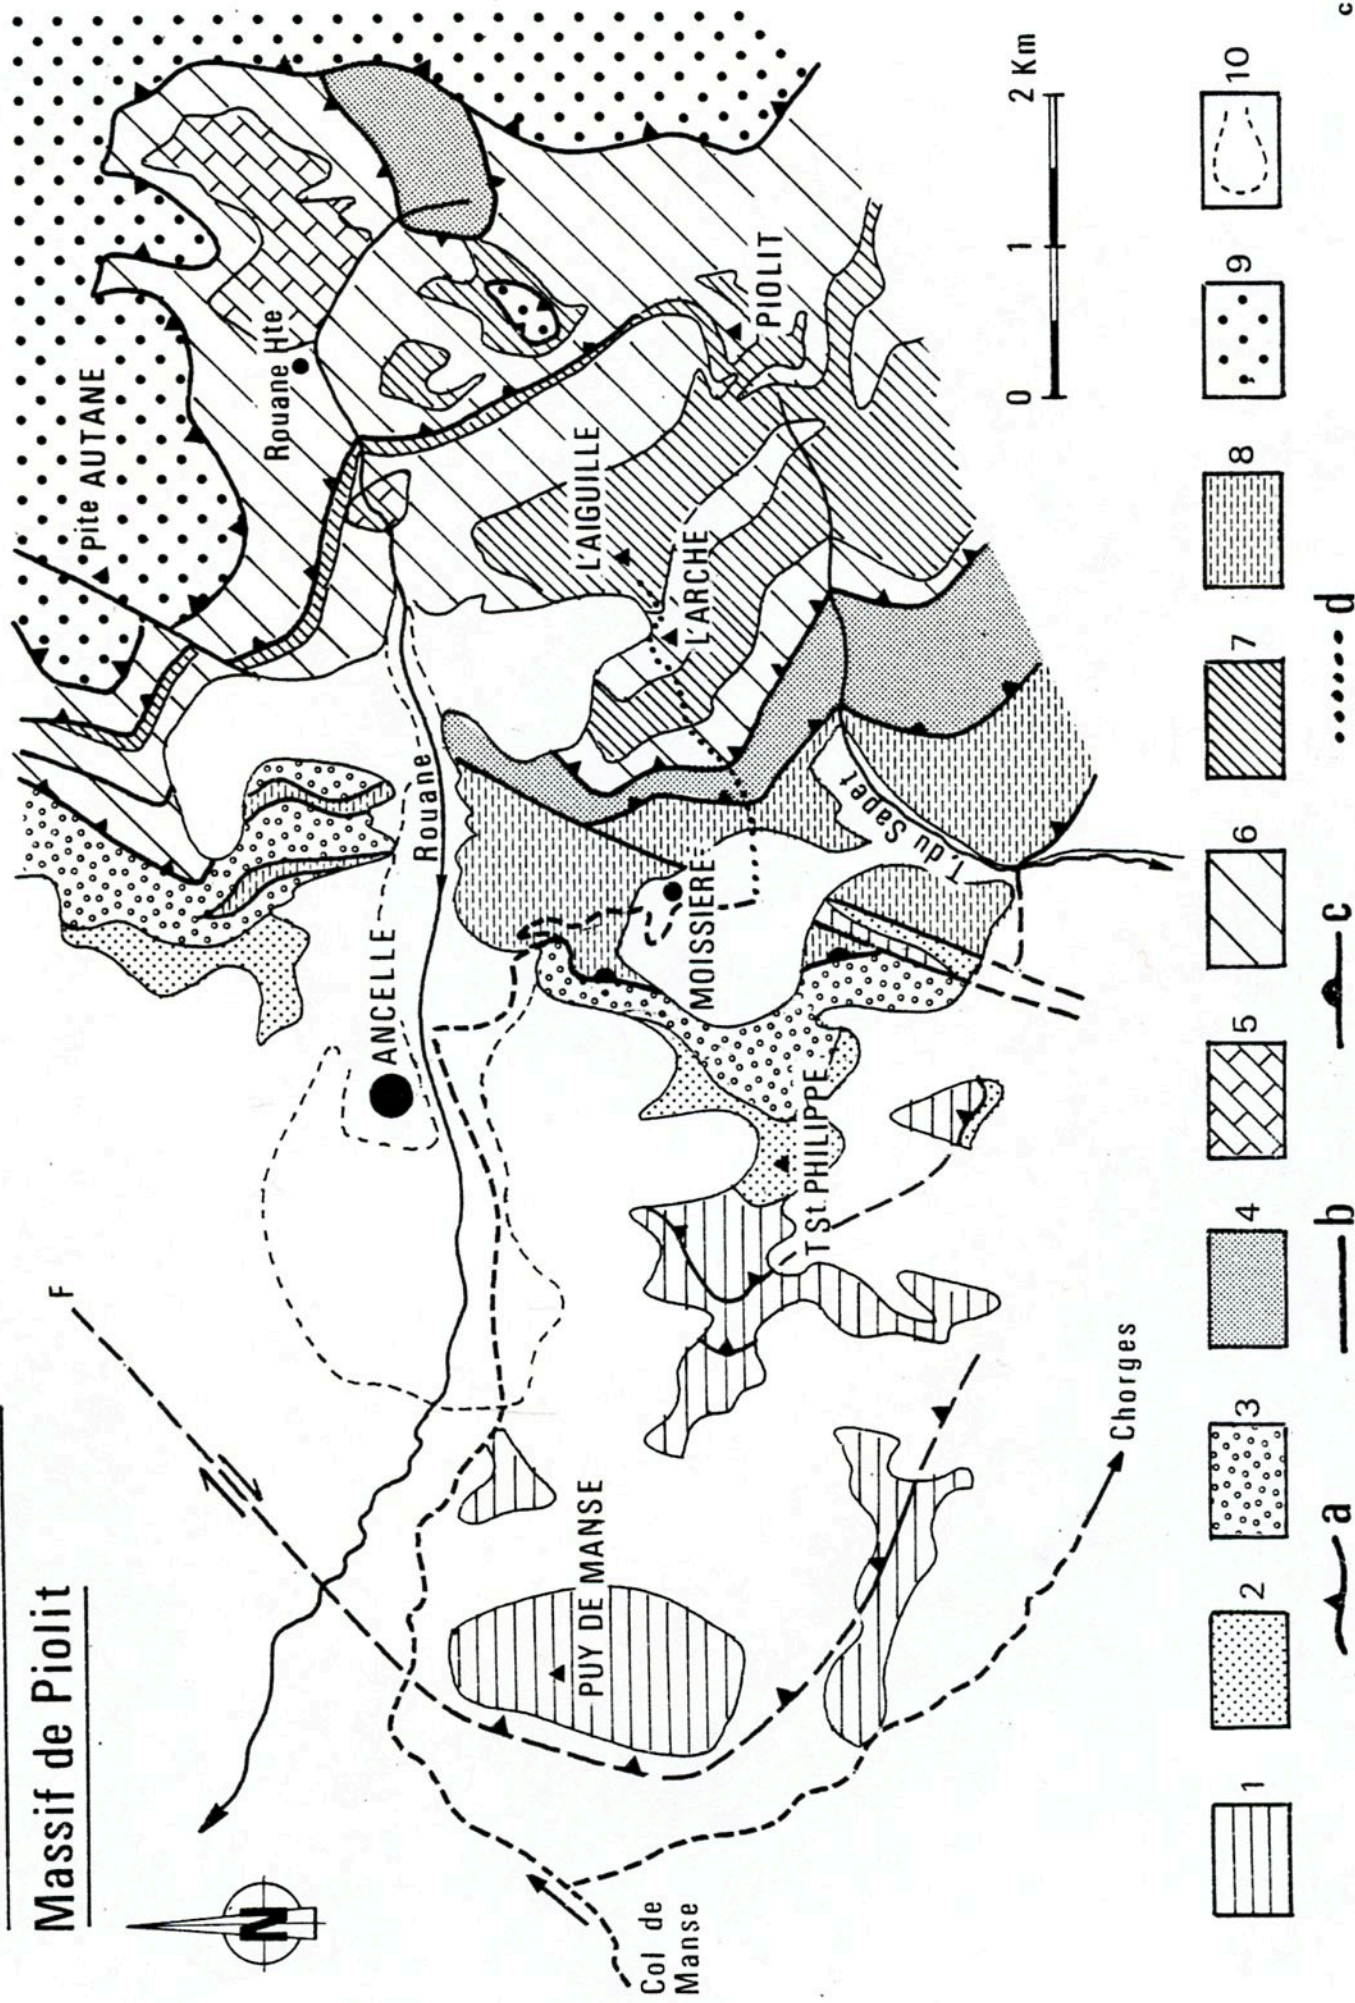 Massif de Piolit
N
F
Pite AUTANE
Rouane Hte
ANCELLE
Rouane
L'AIGUILLE
L'ARCHE
PIOLIT
MOISSIERE
T. du Sapet
T St. PHILIPPE
PUY DE MANSE
Col de
Manse
Chorges
0 1 2 Km
1 2 3 4 5 6 7 8 9 10
a b c d
c